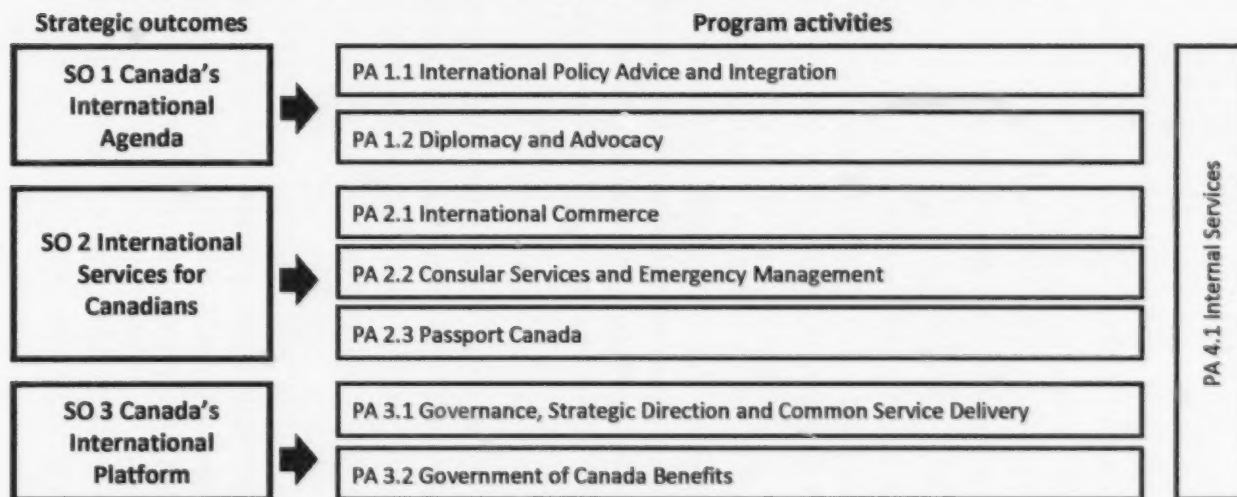 Strategic outcomes
Program activities
SO 1 Canada's
International
Agenda
PA 1.1 International Policy Advice and Integration
PA 1.2 Diplomacy and Advocacy
SO 2 International
Services for
Canadians
PA 2.1 International Commerce
PA 2.2 Consular Services and Emergency Management
PA 2.3 Passport Canada
SO 3 Canada's
International
Platform
PA 3.1 Governance, Strategic Direction and Common Service Delivery
PA 3.2 Government of Canada Benefits
PA 4.1 Internal Services